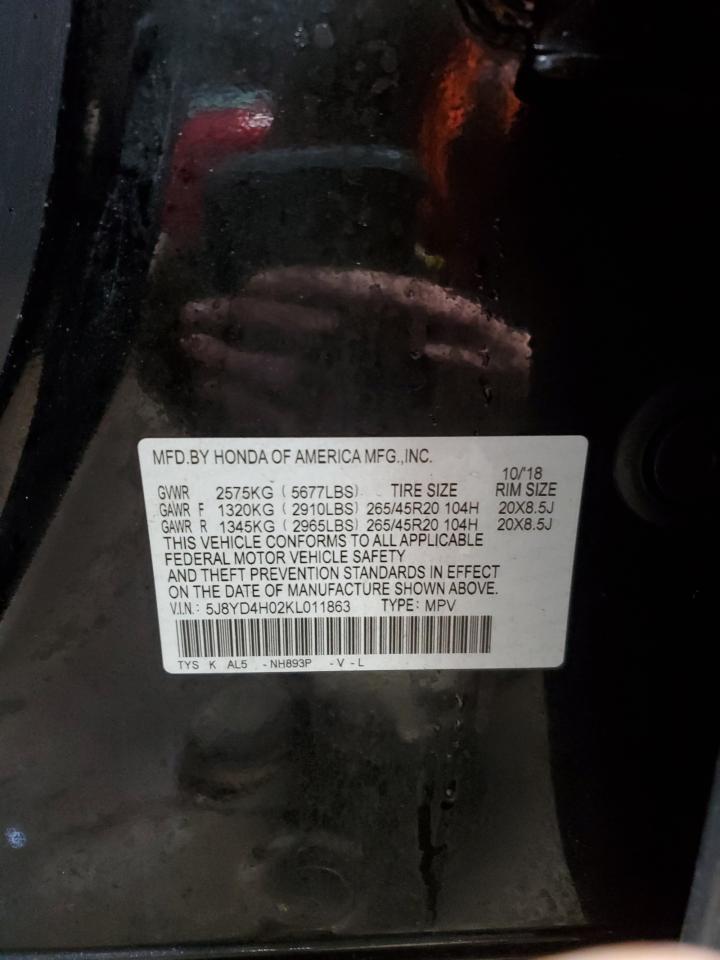 MFD.BY HONDA OF AMERICA MFG.,INC.
10/'18
GVWR 2575KG ( 5677LBS) TIRE SIZE RIM SIZE
GAWR F 1320KG ( 2910LBS) 265/45R20 104H 20X8.5J
GAWR R 1345KG ( 2965LBS) 265/45R20 104H 20X8.5J
THIS VEHICLE CONFORMS TO ALL APPLICABLE
FEDERAL MOTOR VEHICLE SAFETY
AND THEFT PREVENTION STANDARDS IN EFFECT
ON THE DATE OF MANUFACTURE SHOWN ABOVE.
V.I.N.: 5J8YD4H02KL011863 TYPE: MPV
TYS K AL5 -NH893P -V -L